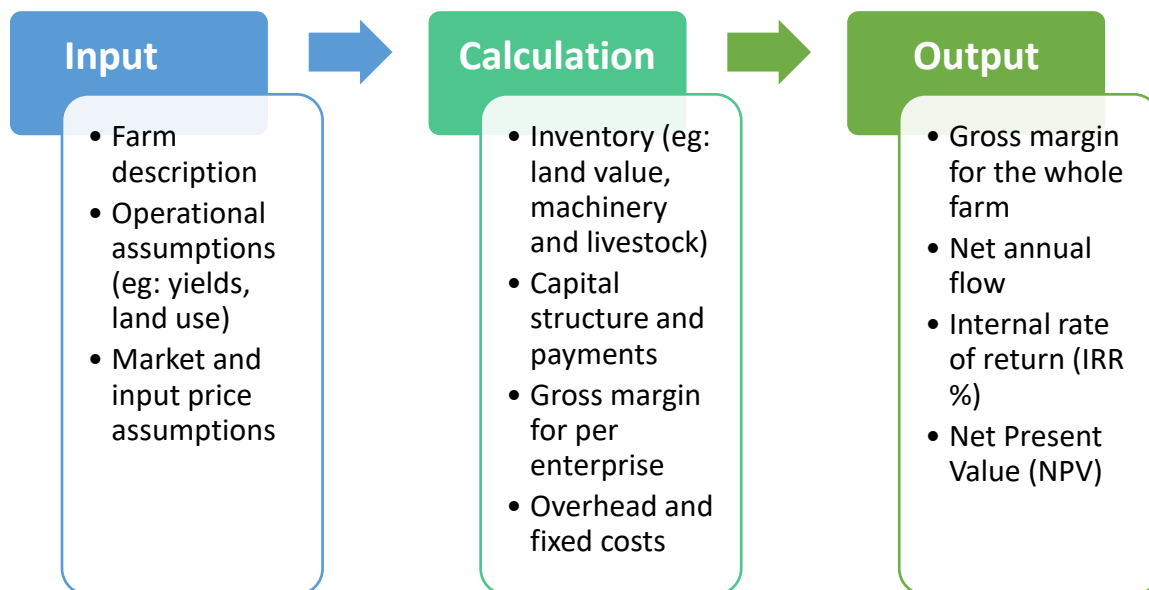 Input
• Farm
description
• Operational
assumptions
(eg: yields,
land use)
• Market and
input price
assumptions
Calculation
• Inventory (eg:
land value,
machinery
and livestock)
• Capital
structure and
payments
• Gross margin
for per
enterprise
• Overhead and
fixed costs
Output
• Gross margin
for the whole
farm
• Net annual
flow
• Internal rate
of return (IRR
%)
• Net Present
Value (NPV)